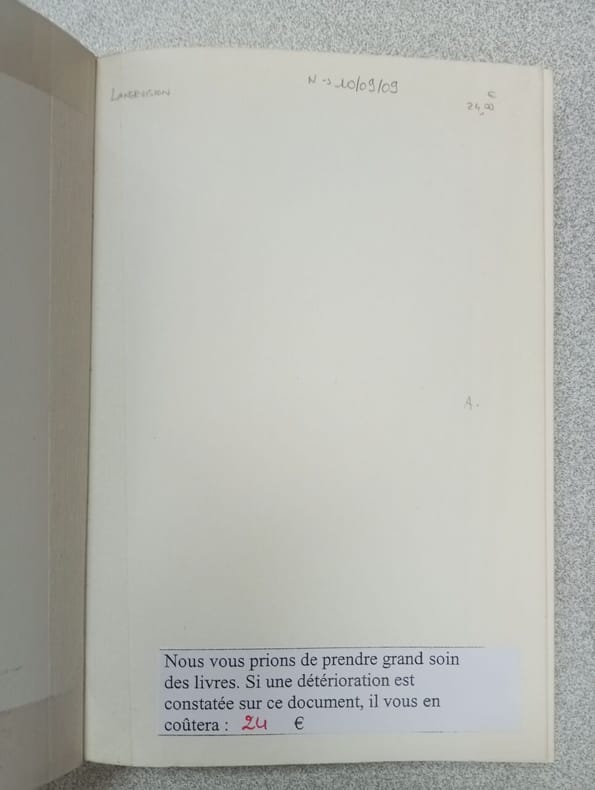 LANGEVISION
N → 10/09/09
€
24,00
A.
Nous vous prions de prendre grand soin
des livres. Si une détérioration est
constatée sur ce document, il vous en
coûtera : 24 €